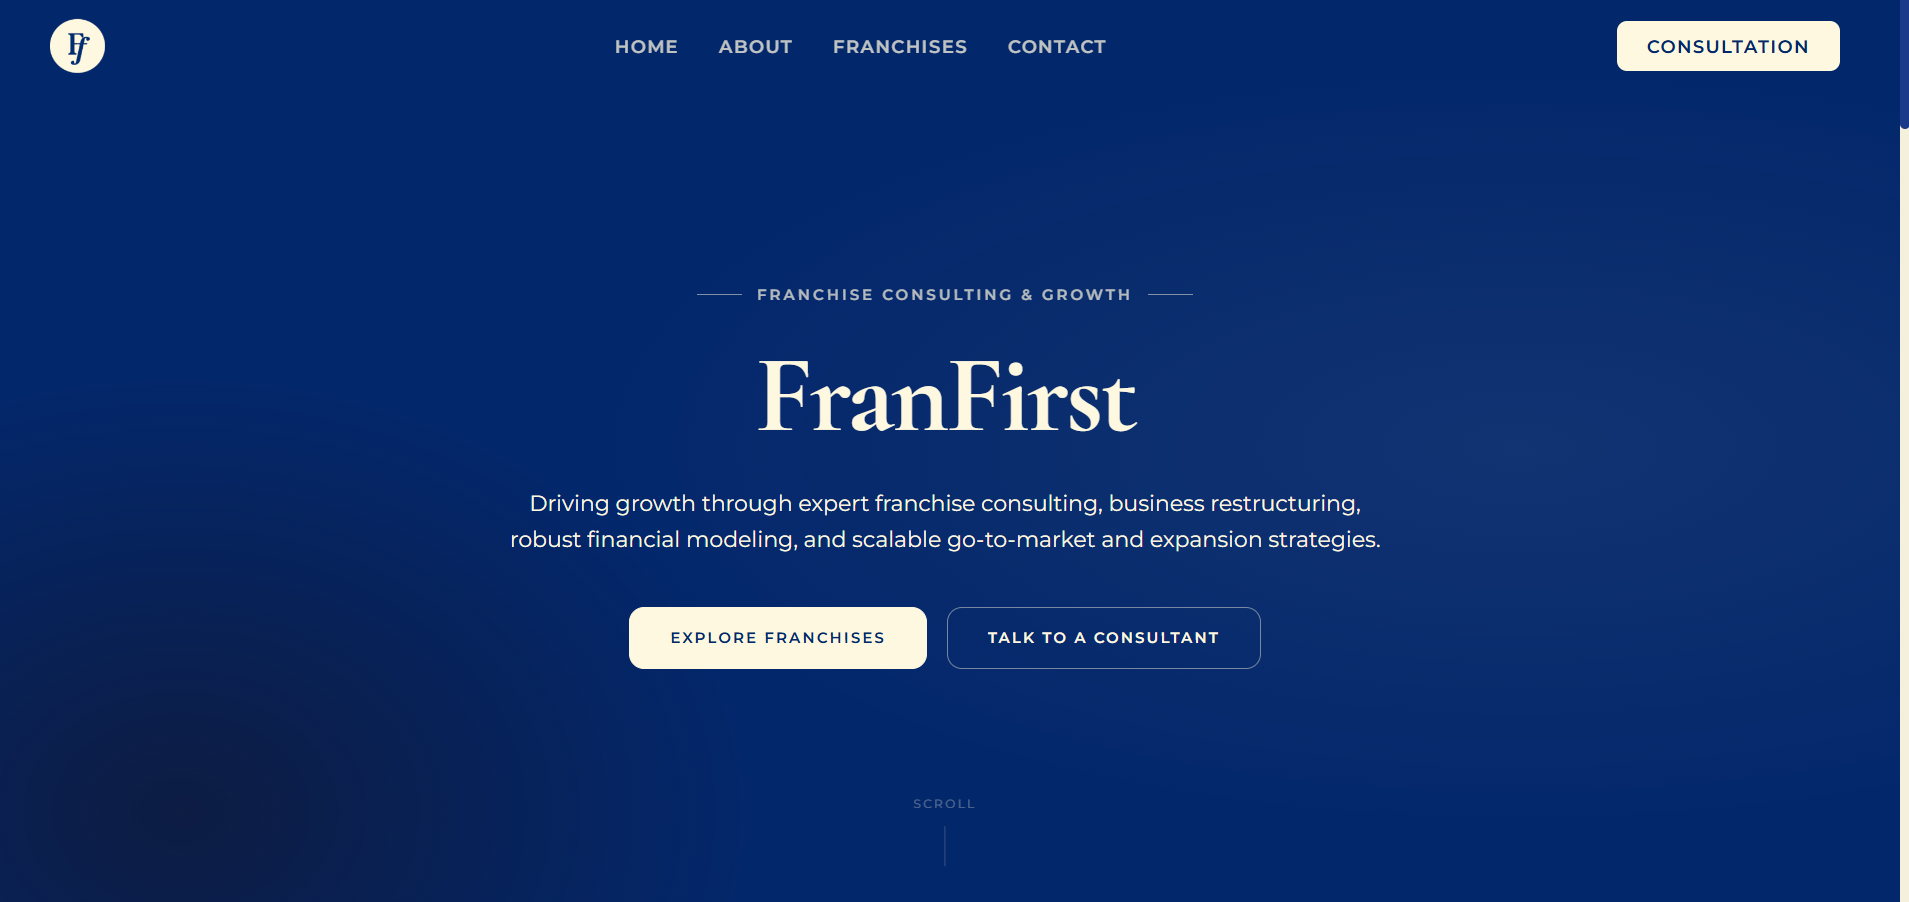 Ff
HOME
ABOUT
FRANCHISES
CONTACT
CONSULTATION
FRANCHISE CONSULTING & GROWTH
FranFirst
Driving growth through expert franchise consulting, business restructuring,
robust financial modeling, and scalable go-to-market and expansion strategies.
EXPLORE FRANCHISES
TALK TO A CONSULTANT
SCROLL